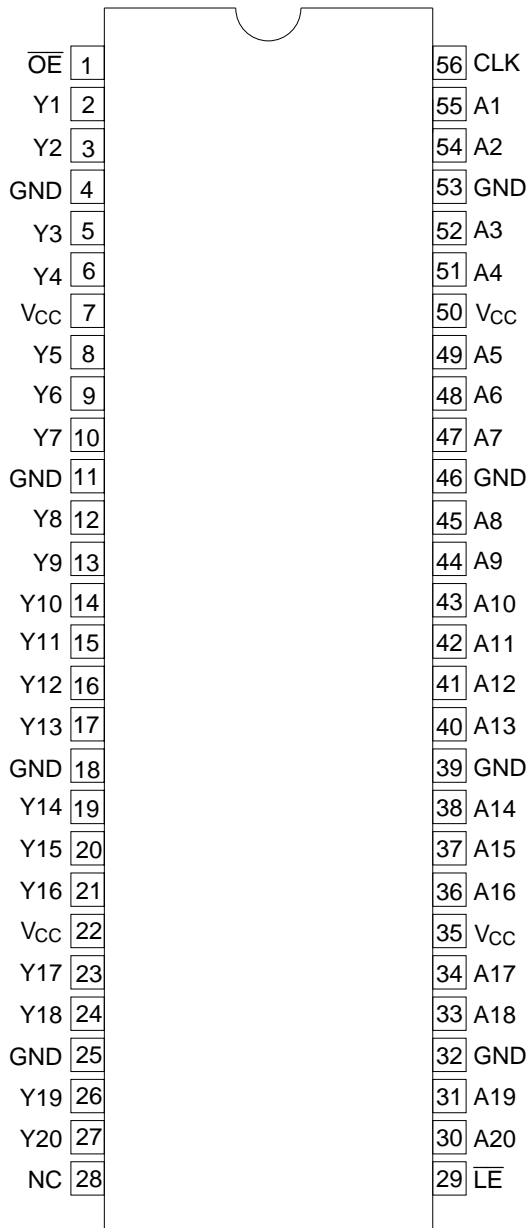 O̅E̅ 1 56 CLK
Y1 2 55 A1
Y2 3 54 A2
GND 4 53 GND
Y3 5 52 A3
Y4 6 51 A4
VCC 7 50 VCC
Y5 8 49 A5
Y6 9 48 A6
Y7 10 47 A7
GND 11 46 GND
Y8 12 45 A8
Y9 13 44 A9
Y10 14 43 A10
Y11 15 42 A11
Y12 16 41 A12
Y13 17 40 A13
GND 18 39 GND
Y14 19 38 A14
Y15 20 37 A15
Y16 21 36 A16
VCC 22 35 VCC
Y17 23 34 A17
Y18 24 33 A18
GND 25 32 GND
Y19 26 31 A19
Y20 27 30 A20
NC 28 29 L̅E̅